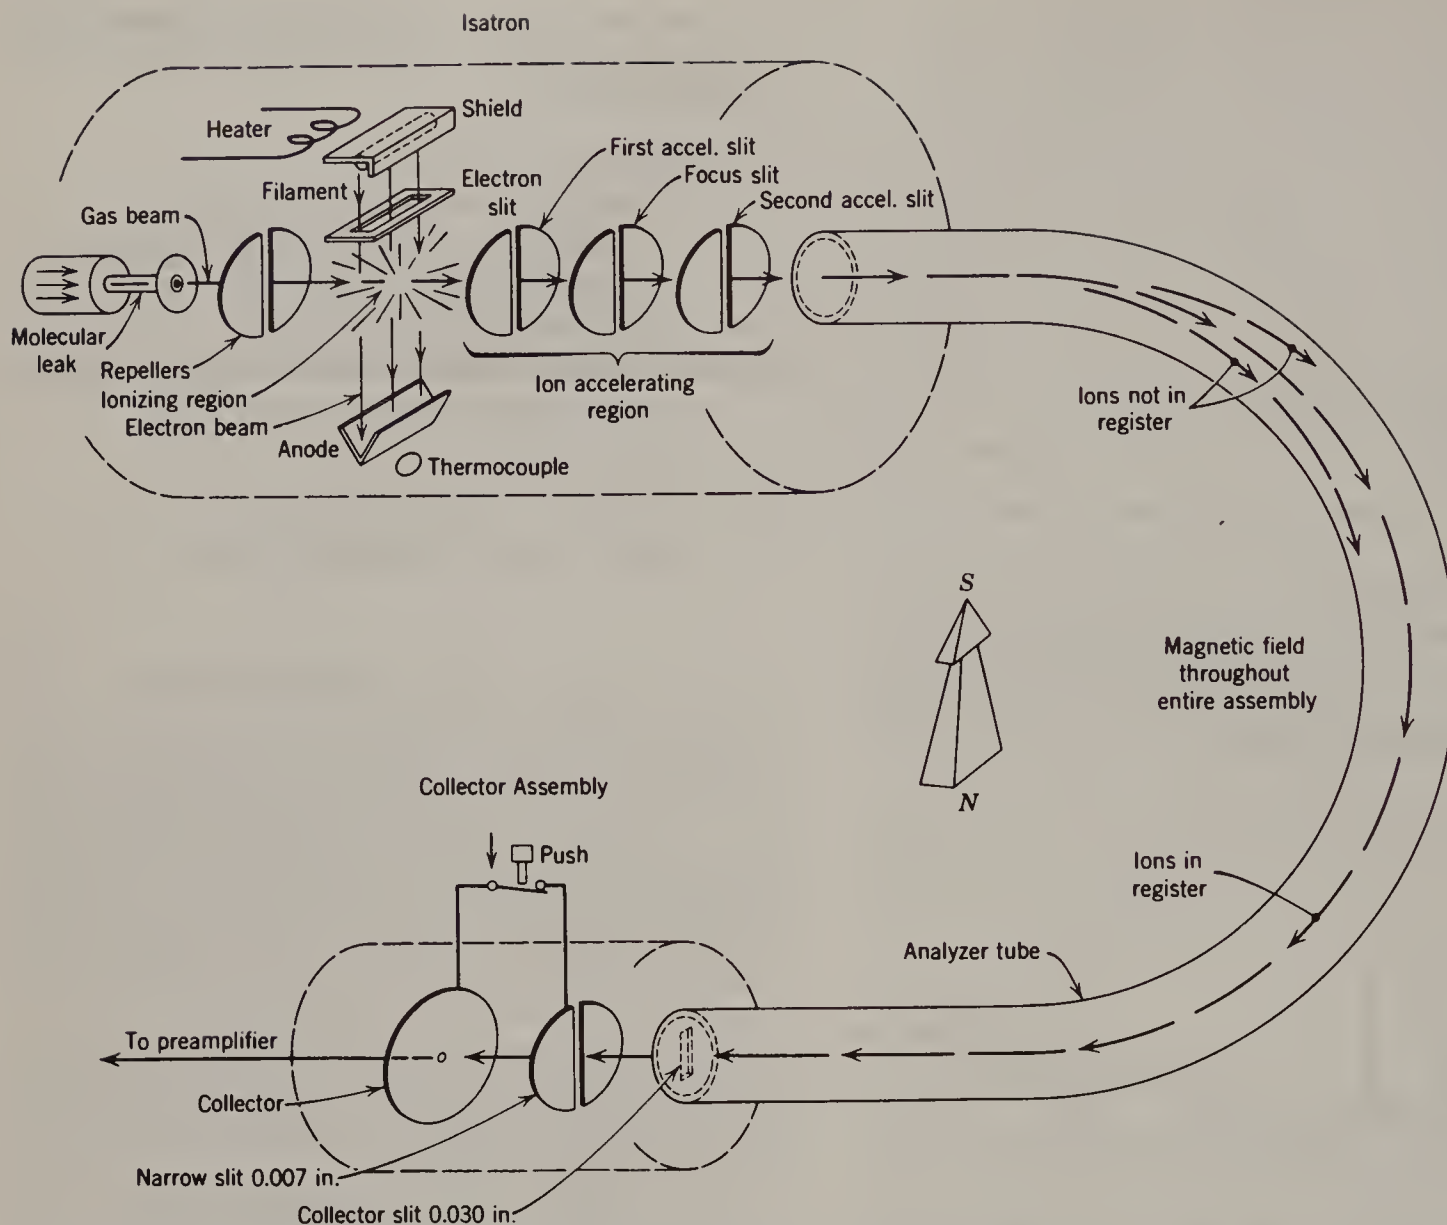 Isatron
Heater
Shield
Filament
Electron
slit
First accel. slit
Focus slit
Second accel. slit
Gas beam
Molecular
leak
Repellers
Ionizing region
Electron beam
Anode
Thermocouple
Ion accelerating
region
Ions not in
register
S
N
Magnetic field
throughout
entire assembly
Collector Assembly
Push
Ions in
register
Analyzer tube
To preamplifier
Collector
Narrow slit 0.007 in.
Collector slit 0.030 in.